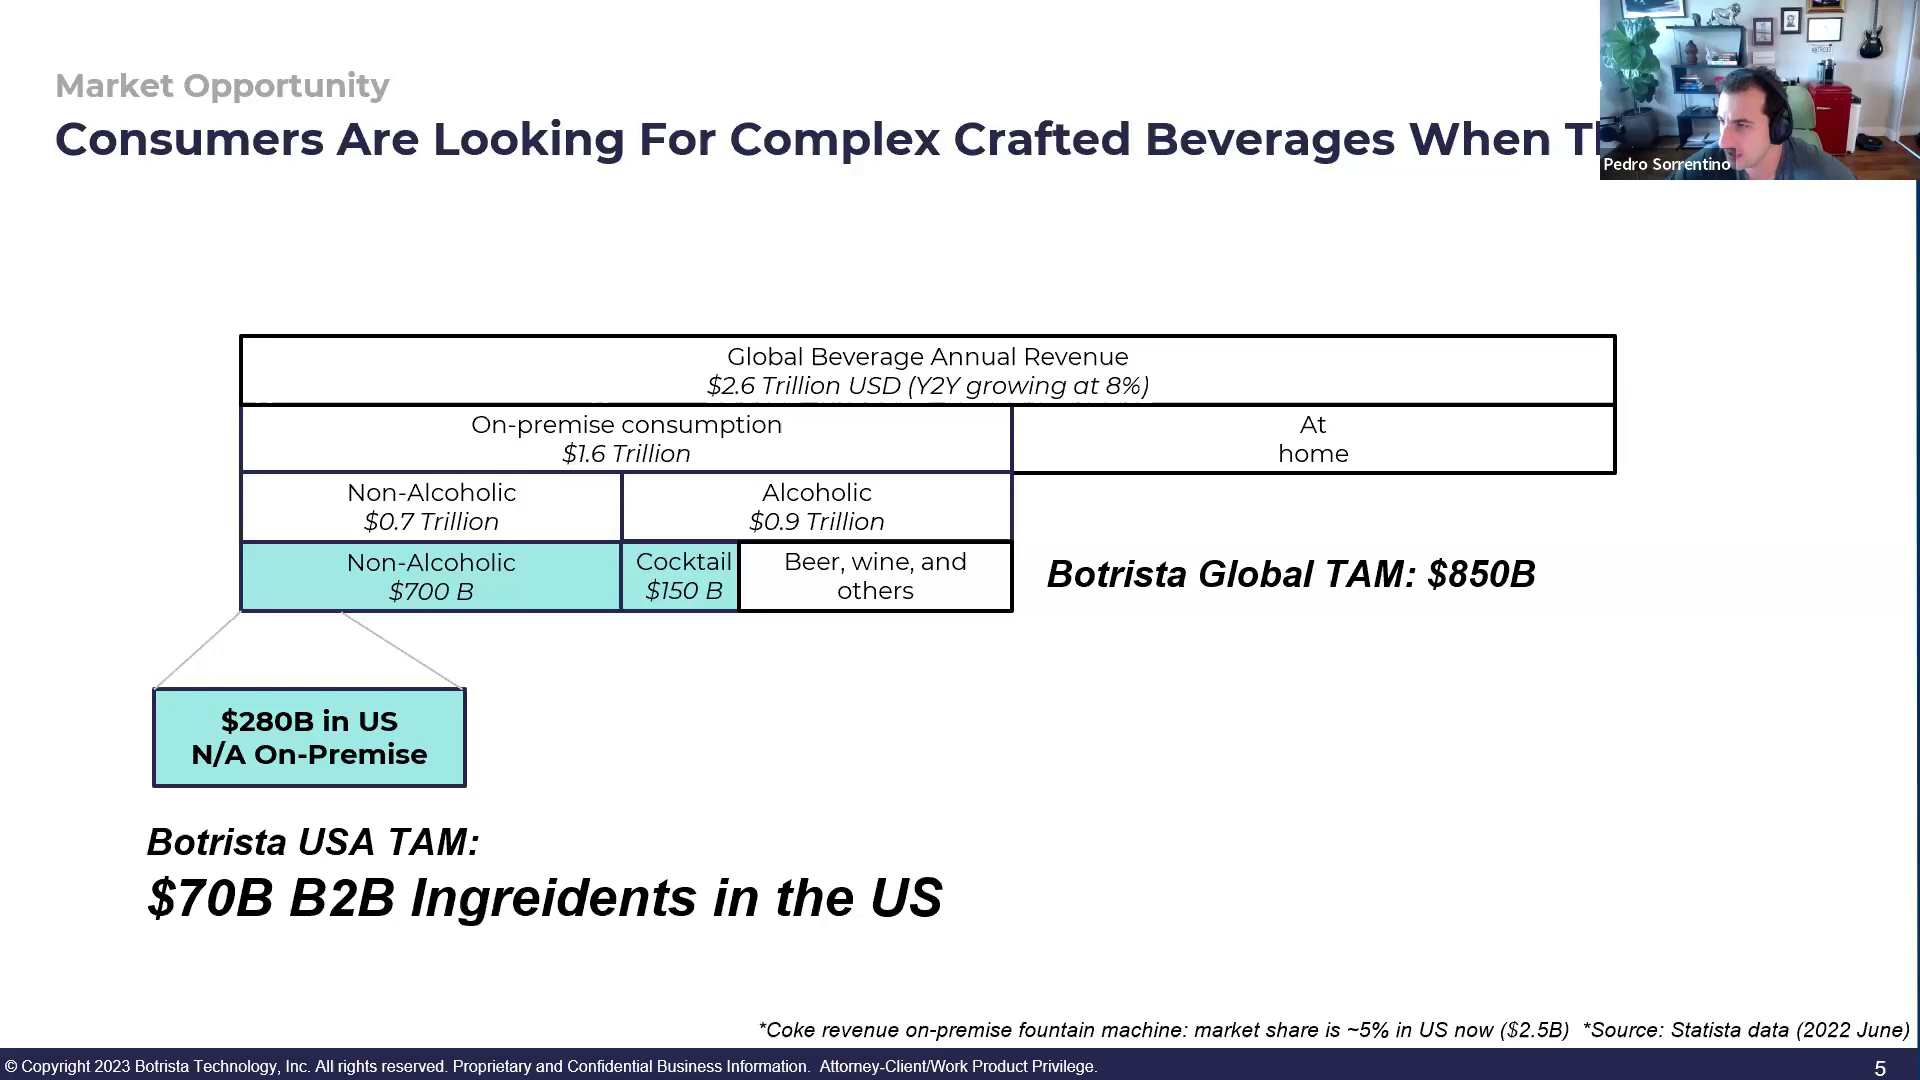 Market Opportunity
Consumers Are Looking For Complex Crafted Beverages When
Pedro Sorrentino
Global Beverage Annual Revenue
$2.6 Trillion USD (Y2Y growing at 8%)
On-premise consumption
$1.6 Trillion
At
home
Non-Alcoholic
$0.7 Trillion
Alcoholic
$0.9 Trillion
Non-Alcoholic
$700 B
Cocktail
$150 B
Beer, wine, and
others
Botrista Global TAM: $850B
$280B in US
N/A On-Premise
Botrista USA TAM:
$70B B2B Ingreidents in the US
*Coke revenue on-premise fountain machine: market share is ~5% in US now ($2.5B) *Source: Statista data (2022 June)
© Copyright 2023 Botrista Technology, Inc. All rights reserved. Proprietary and Confidential Business Information. Attorney-Client/Work Product Privilege.
5